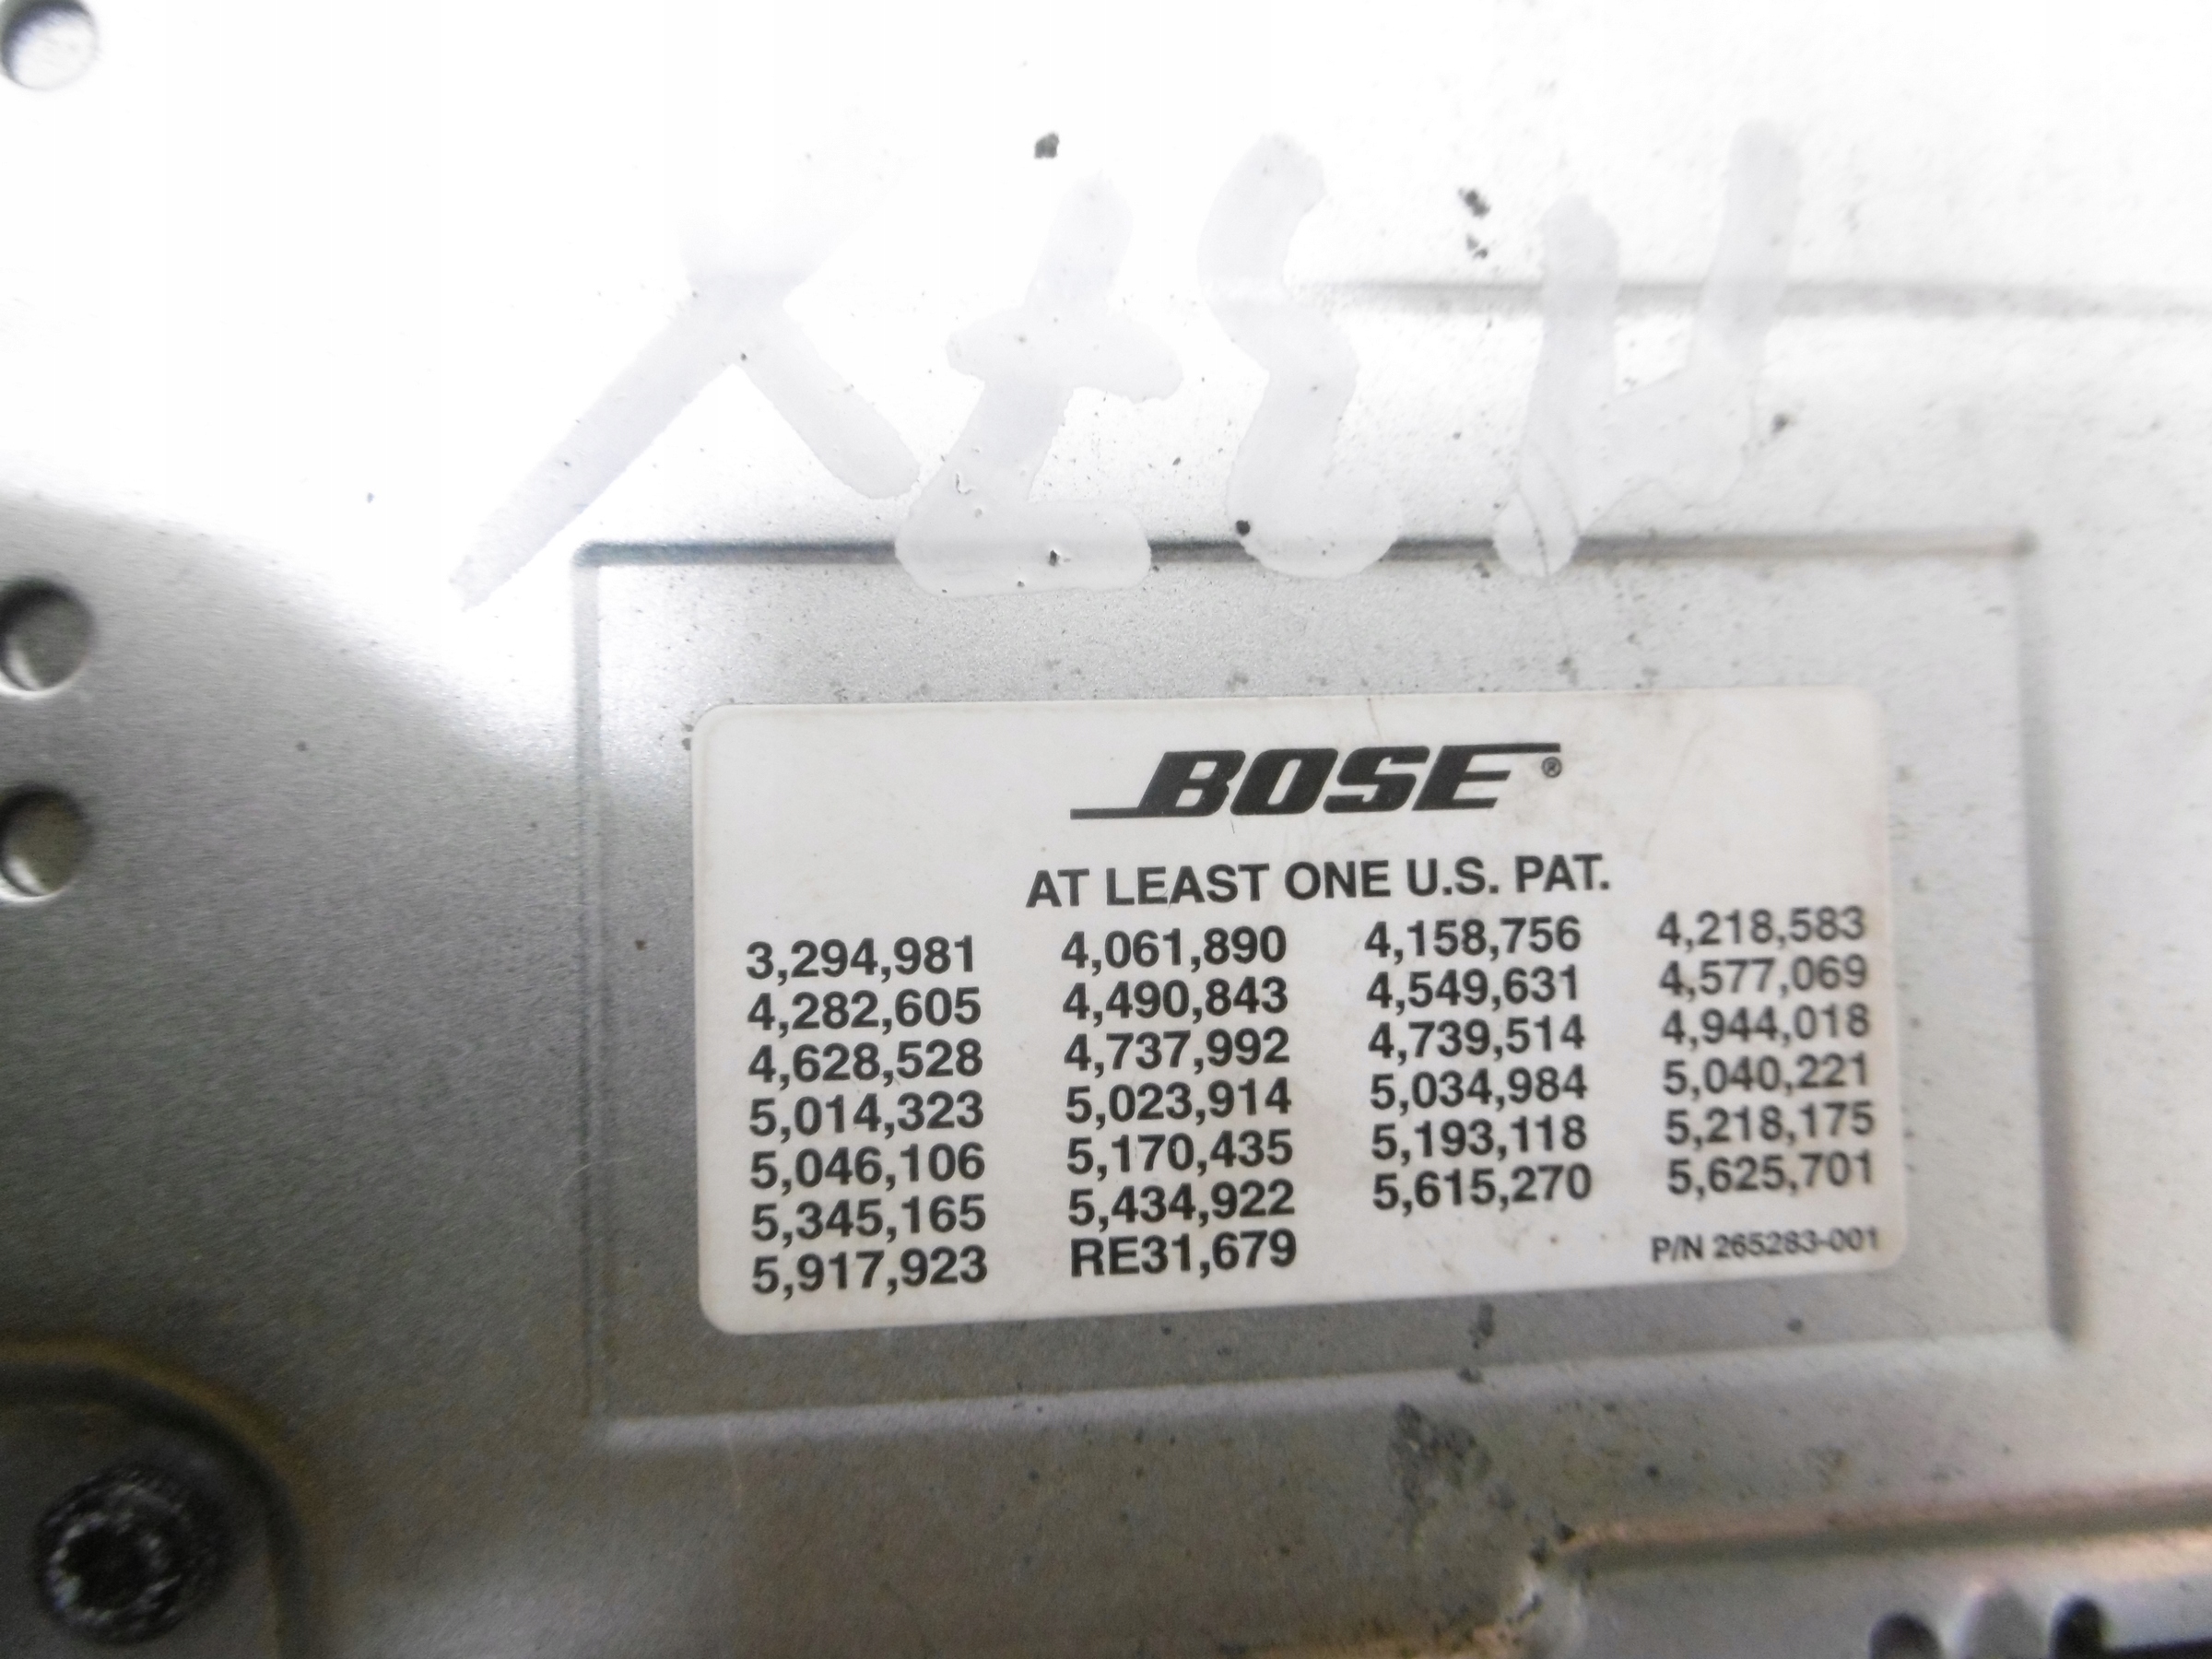 BOSE®
AT LEAST ONE U.S. PAT.
3,294,981 4,061,890 4,158,756 4,218,583
4,282,605 4,490,843 4,549,631 4,577,069
4,628,528 4,737,992 4,739,514 4,944,018
5,014,323 5,023,914 5,034,984 5,040,221
5,046,106 5,170,435 5,193,118 5,218,175
5,345,165 5,434,922 5,615,270 5,625,701
5,917,923 RE31,679
P/N 265283-001